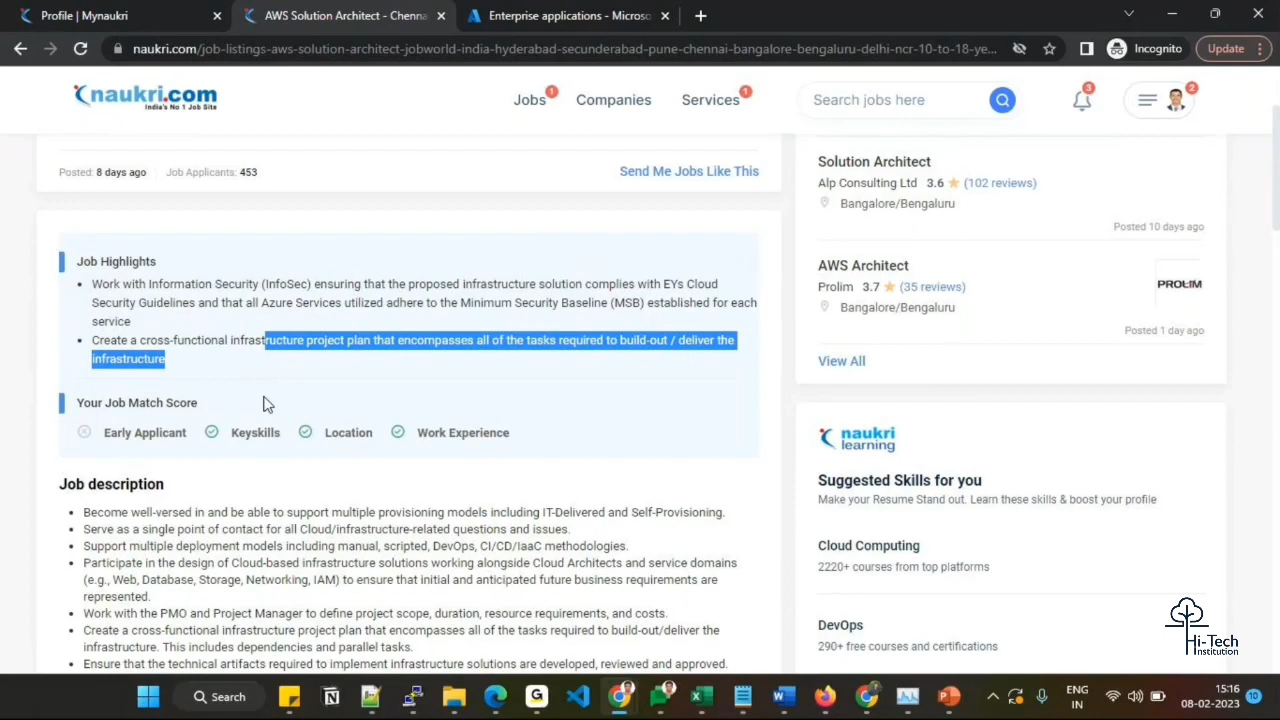 Profile | Mynaukri
AWS Solution Architect - Chenna
Enterprise applications - Microso
naukri.com/job-listings-aws-solution-architect-jobworld-india-hyderabad-secunderabad-pune-chennai-bangalore-bengaluru-delhi-ncr-10-to-18-ye...
Incognito
Update
naukri.com
India's No 1 Job Site
Jobs
1
Companies
Services
1
Search jobs here
3
2
Posted: 8 days ago
Job Applicants: 453
Send Me Jobs Like This
Job Highlights
Work with Information Security (InfoSec) ensuring that the proposed infrastructure solution complies with EYs Cloud
Security Guidelines and that all Azure Services utilized adhere to the Minimum Security Baseline (MSB) established for each
service
Create a cross-functional infrastructure project plan that encompasses all of the tasks required to build-out / deliver the
infrastructure
Your Job Match Score
Early Applicant
Keyskills
Location
Work Experience
Job description
Become well-versed in and be able to support multiple provisioning models including IT-Delivered and Self-Provisioning.
Serve as a single point of contact for all Cloud/infrastructure-related questions and issues.
Support multiple deployment models including manual, scripted, DevOps, CI/CD/IaaC methodologies.
Participate in the design of Cloud-based infrastructure solutions working alongside Cloud Architects and service domains
(e.g., Web, Database, Storage, Networking, IAM) to ensure that initial and anticipated future business requirements are
represented.
Work with the PMO and Project Manager to define project scope, duration, resource requirements, and costs.
Create a cross-functional infrastructure project plan that encompasses all of the tasks required to build-out/deliver the
infrastructure. This includes dependencies and parallel tasks.
Ensure that the technical artifacts required to implement infrastructure solutions are developed, reviewed and approved.
Solution Architect
Alp Consulting Ltd 3.6 ★ (102 reviews)
Bangalore/Bengaluru
Posted 10 days ago
AWS Architect
Prolim 3.7 ★ (35 reviews)
Bangalore/Bengaluru
PROLIM
Posted 1 day ago
View All
naukri
learning
Suggested Skills for you
Make your Resume Stand out. Learn these skills & boost your profile
Cloud Computing
2220+ courses from top platforms
DevOps
290+ free courses and certifications
Hi-Tech
Institution
Search
ENG
IN
15:16
08-02-2023
10